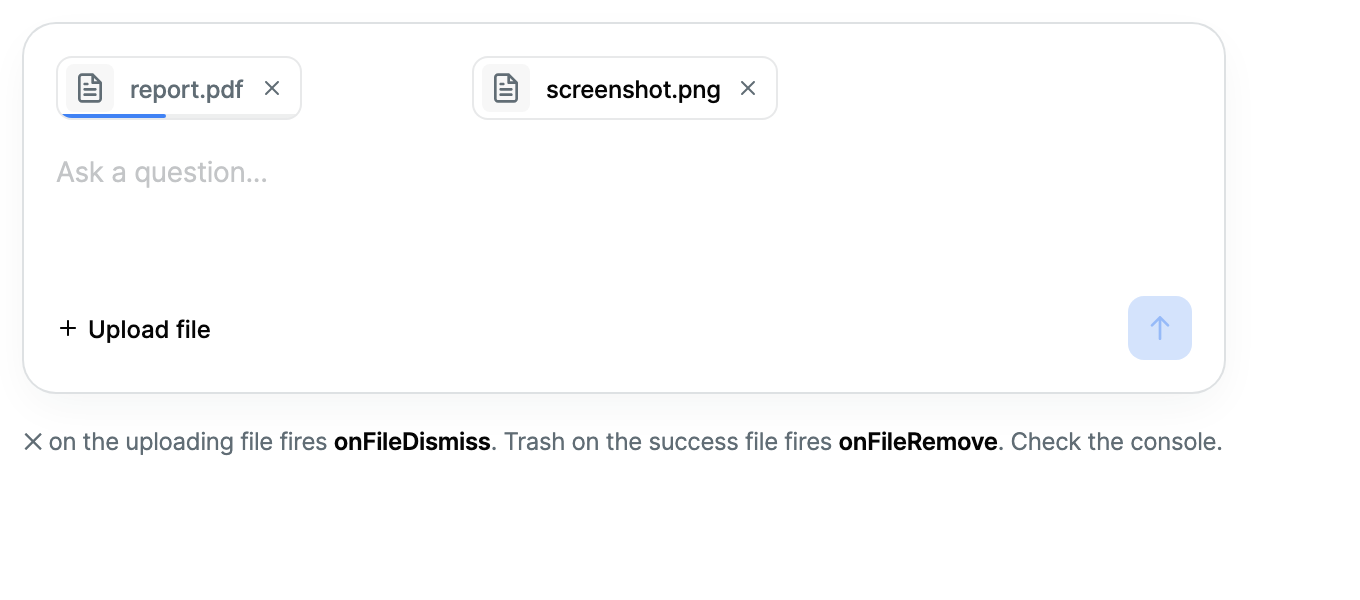 report.pdf
screenshot.png
Ask a question...
+ Upload file
✕ on the uploading file fires onFileDismiss. Trash on the success file fires onFileRemove. Check the console.